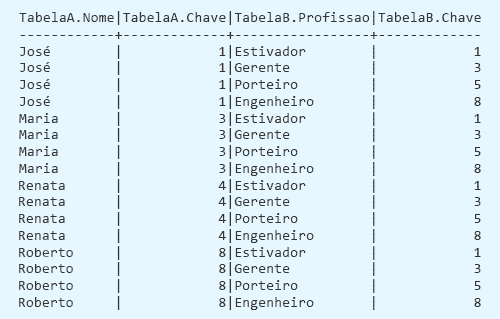 TabelaA.Nome|TabelaA.Chave|TabelaB.Profissao|TabelaB.Chave
------------+-------------+-----------------+-------------
José        |            1|Estivador        |            1
José        |            1|Gerente          |            3
José        |            1|Porteiro         |            5
José        |            1|Engenheiro       |            8
Maria       |            3|Estivador        |            1
Maria       |            3|Gerente          |            3
Maria       |            3|Porteiro         |            5
Maria       |            3|Engenheiro       |            8
Renata      |            4|Estivador        |            1
Renata      |            4|Gerente          |            3
Renata      |            4|Porteiro         |            5
Renata      |            4|Engenheiro       |            8
Roberto     |            8|Estivador        |            1
Roberto     |            8|Gerente          |            3
Roberto     |            8|Porteiro         |            5
Roberto     |            8|Engenheiro       |            8